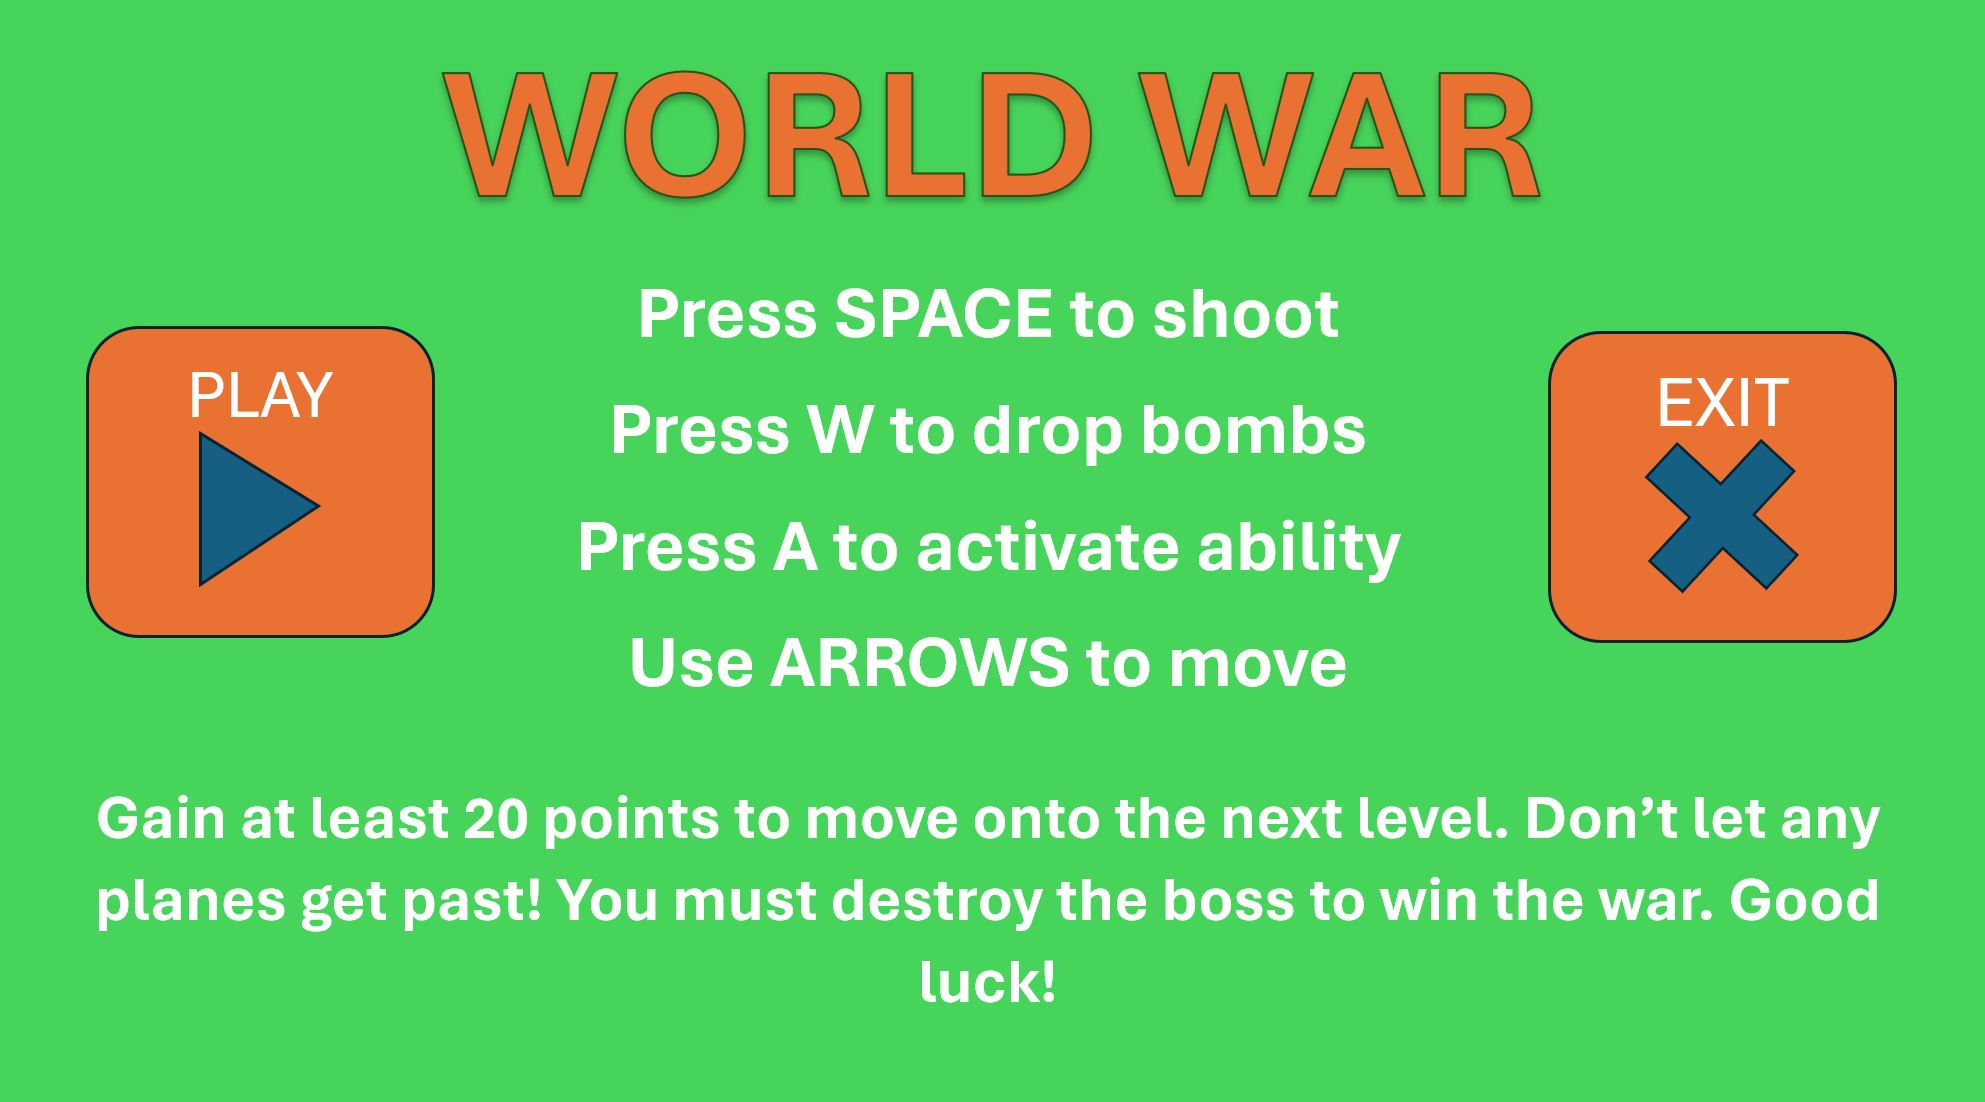 WORLD WAR
Press SPACE to shoot
PLAY
EXIT
Press W to drop bombs
Press A to activate ability
Use ARROWS to move
Gain at least 20 points to move onto the next level. Don’t let any
planes get past! You must destroy the boss to win the war. Good
luck!